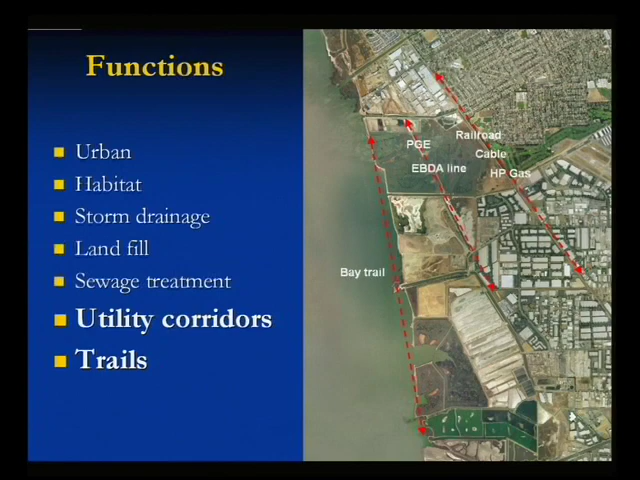 Functions
Urban
Habitat
Storm drainage
Land fill
Sewage treatment
Utility corridors
Trails
Railroad
PGE
Cable
EBDA line
HP Gas
Bay trail